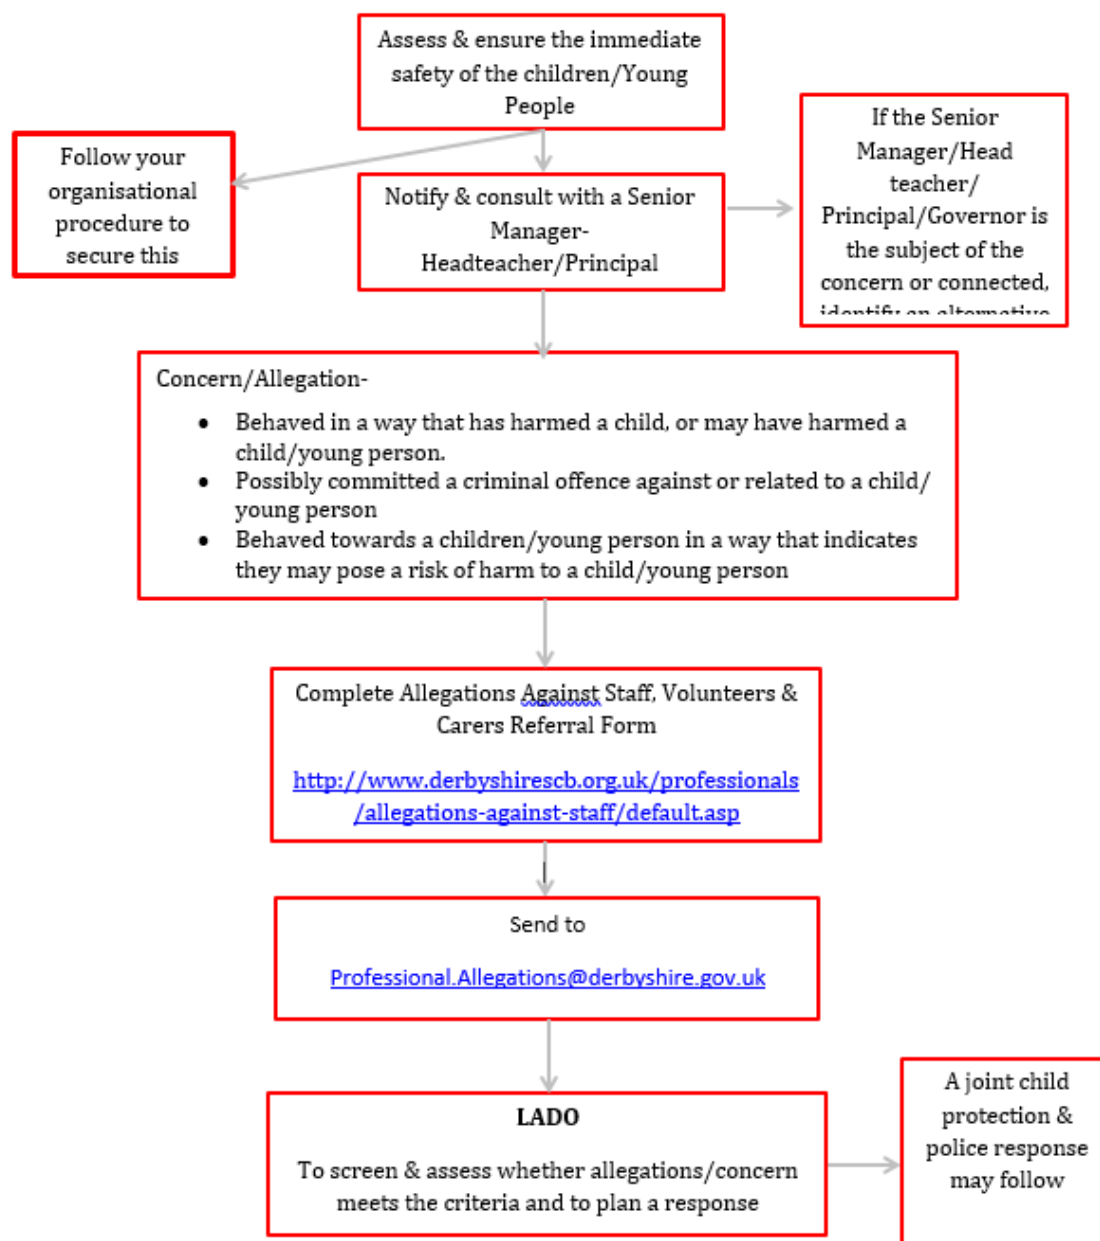 Assess & ensure the immediate
safety of the children/Young
People
Follow your
organisational
procedure to
secure this
Notify & consult with a Senior
Manager-
Headteacher/Principal
If the Senior
Manager/Head
teacher/
Principal/Governor is
the subject of the
concern or connected,
identify an alternative
Concern/Allegation-
• Behaved in a way that has harmed a child, or may have harmed a
child/young person.
• Possibly committed a criminal offence against or related to a child/
young person
• Behaved towards a children/young person in a way that indicates
they may pose a risk of harm to a child/young person
Complete Allegations Against Staff, Volunteers &
Carers Referral Form
http://www.derbyshirescb.org.uk/professionals
/allegations-against-staff/default.asp
Send to
Professional.Allegations@derbyshire.gov.uk
LADO
To screen & assess whether allegations/concern
meets the criteria and to plan a response
A joint child
protection &
police response
may follow